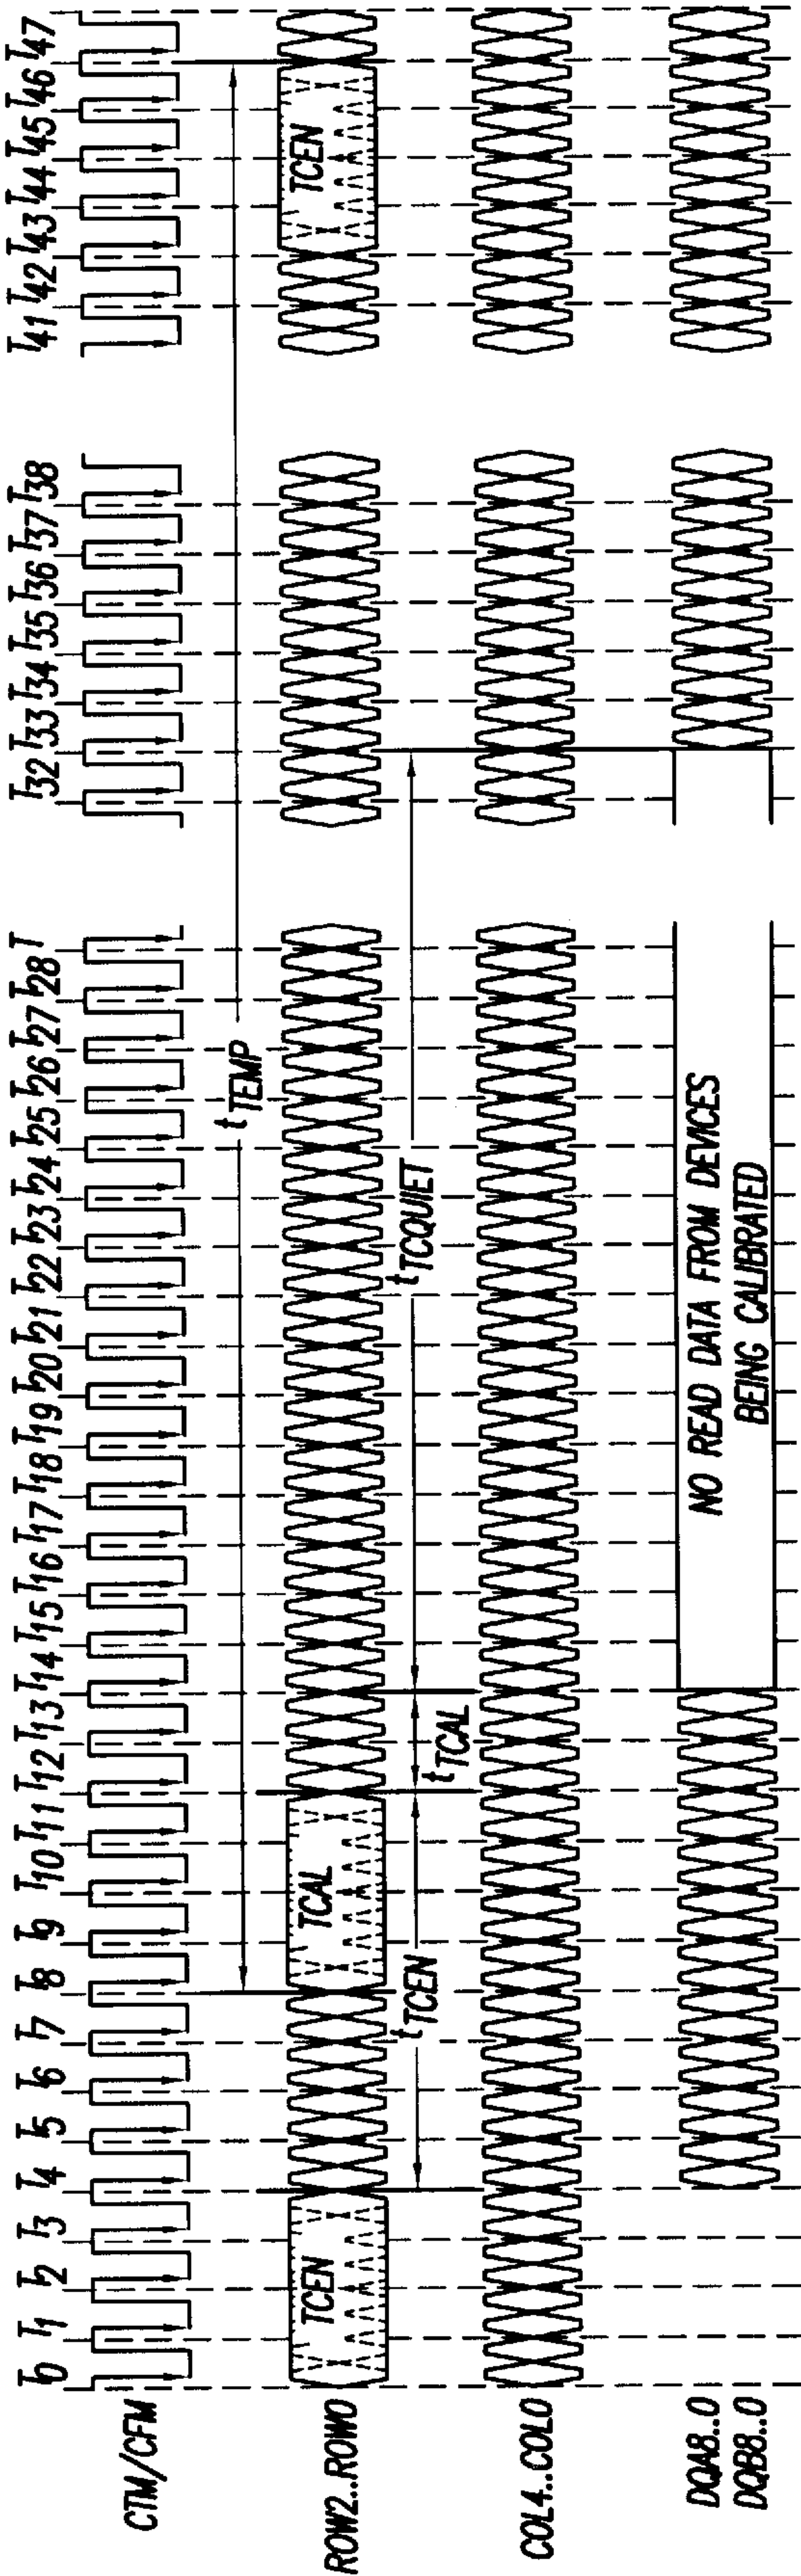 T0 T1 T2 T3 T4 T5 T6 T7 T8 T9 T10 T11 T12 T13 T14 T15 T16 T17 T18 T19 T20 T21 T22 T23 T24 T25 T26 T27 T28 T T32 T33 T34 T35 T36 T37 T38 T41 T42 T43 T44 T45 T46 T47
CTM/CFM
tTEMP
ROW2..ROW0
TCEN
TCAL
TCEN
tTCEN
tTCAL
tTCQUIET
COL4..COL0
DQA8..0
DQB8..0
NO READ DATA FROM DEVICES
BEING CALIBRATED